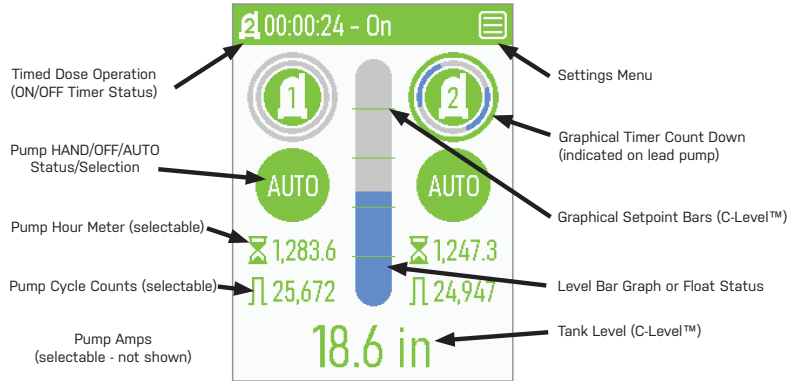 2 00:00:24 - On
Timed Dose Operation
(ON/OFF Timer Status)
Settings Menu
1
2
Graphical Timer Count Down
(indicated on lead pump)
Pump HAND/OFF/AUTO
Status/Selection
AUTO
AUTO
Graphical Setpoint Bars (C-Level™)
Pump Hour Meter (selectable)
1,283.6
1,247.3
Pump Cycle Counts (selectable)
25,672
24,947
Level Bar Graph or Float Status
Pump Amps
(selectable - not shown)
18.6 in
Tank Level (C-Level™)